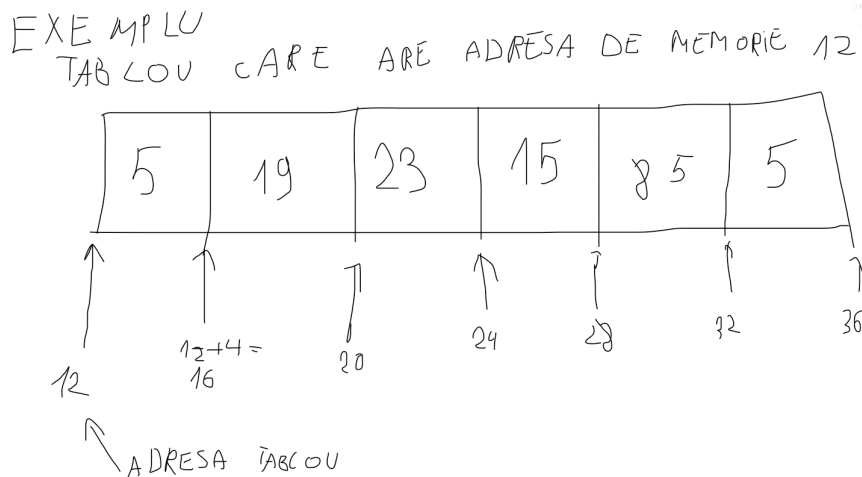 EXEMPLU
TABLOU CARE ARE ADRESA DE MEMORIE 12
5 19 23 15 85 5
12+4=
12 16 20 24 28 32 36
ADRESA TABLOU